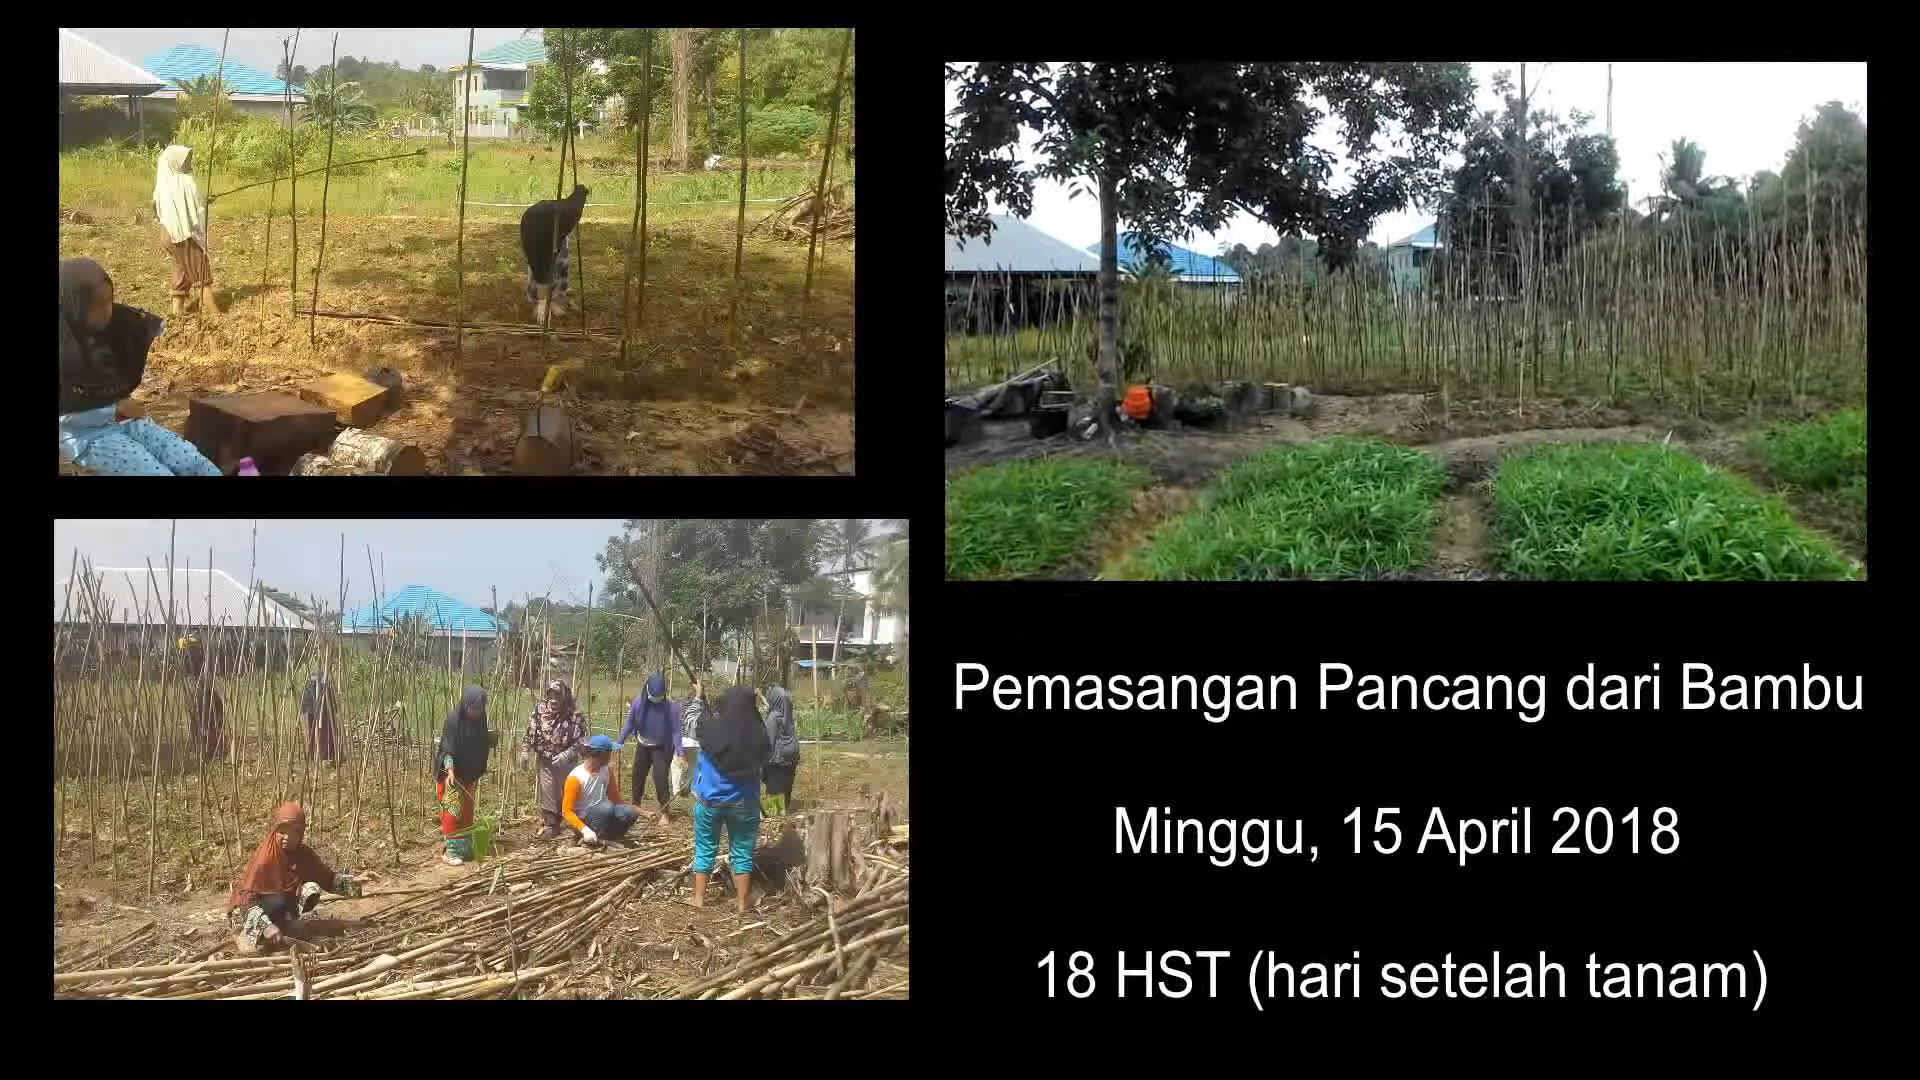 Pemasangan Pancang dari Bambu
Minggu, 15 April 2018
18 HST (hari setelah tanam)